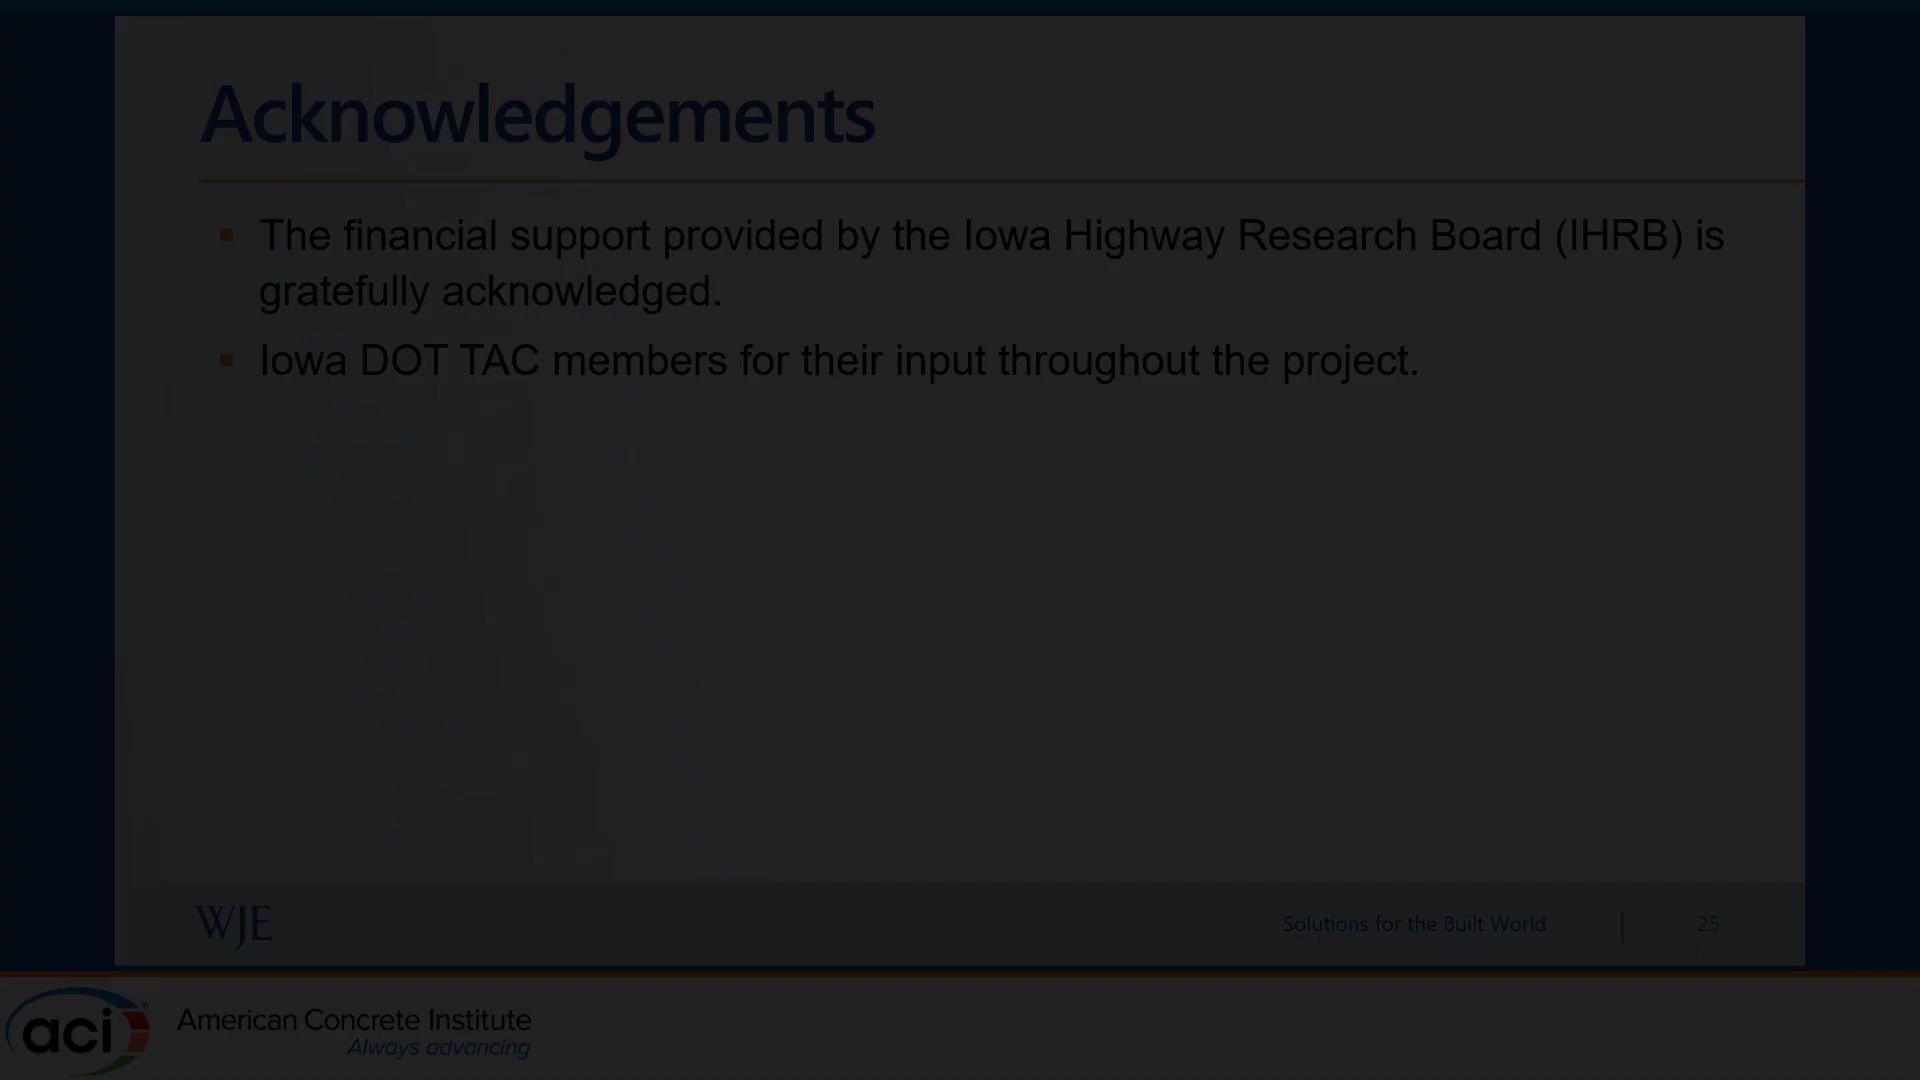 Acknowledgements
▪ The financial support provided by the Iowa Highway Research Board (IHRB) is
gratefully acknowledged.
▪ Iowa DOT TAC members for their input throughout the project.
WJE
Solutions for the Built World
25
aci
American Concrete Institute
Always advancing